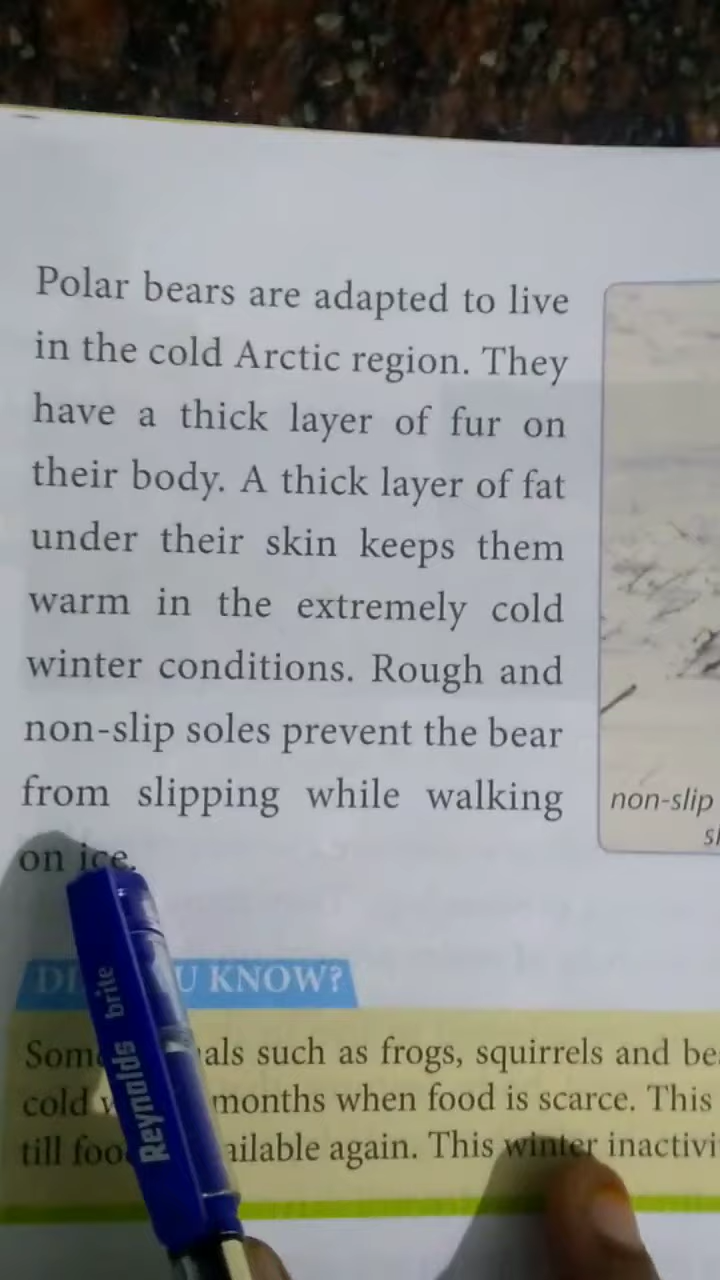 Polar bears are adapted to live
in the cold Arctic region. They
have a thick layer of fur on
their body. A thick layer of fat
under their skin keeps them
warm in the extremely cold
winter conditions. Rough and
non-slip soles prevent the bear
from slipping while walking
on ice.
non-slip
KNOW?
such as frogs, squirrels and
cold months when food is scarce. This
till again. This winter
Reynolds brite